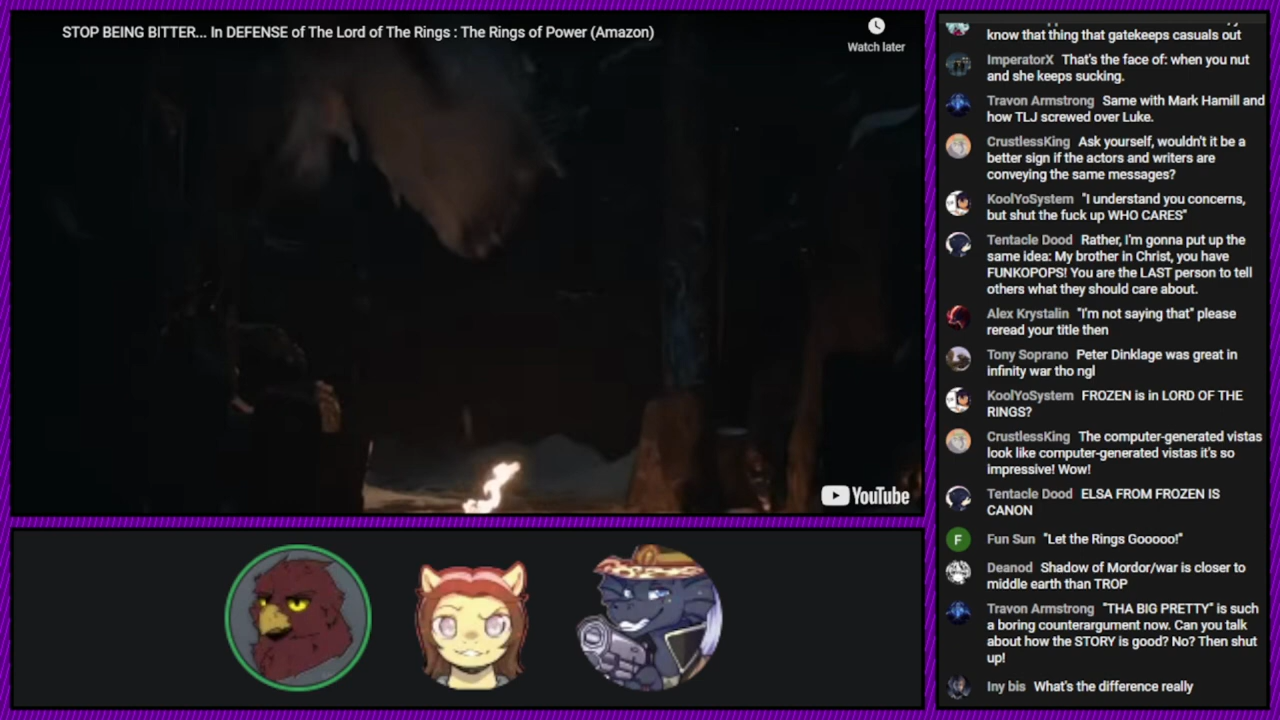 STOP BEING BITTER... In DEFENSE of The Lord of The Rings : The Rings of Power (Amazon)
Watch later
YouTube
know that thing that gatekeeps casuals out
ImperatorX That's the face of: when you nut
and she keeps sucking.
Travon Armstrong Same with Mark Hamill and
how TLJ screwed over Luke.
CrustlessKing Ask yourself, wouldn't it be a
better sign if the actors and writers are
conveying the same messages?
KoolYoSystem "I understand you concerns,
but shut the fuck up WHO CARES"
Tentacle Dood Rather, I'm gonna put up the
same idea: My brother in Christ, you have
FUNKOPOPS! You are the LAST person to tell
others what they should care about.
Alex Krystalin "I'm not saying that" please
reread your title then
Tony Soprano Peter Dinklage was great in
infinity war tho ngl
KoolYoSystem FROZEN is in LORD OF THE
RINGS?
CrustlessKing The computer-generated vistas
look like computer-generated vistas it's so
impressive! Wow!
Tentacle Dood ELSA FROM FROZEN IS
CANON
F Fun Sun "Let the Rings Gooooo!"
Deanod Shadow of Mordor/war is closer to
middle earth than TROP
Travon Armstrong "THA BIG PRETTY" is such
a boring counterargument now. Can you talk
about how the STORY is good? No? Then shut
up!
Iny bis What's the difference really